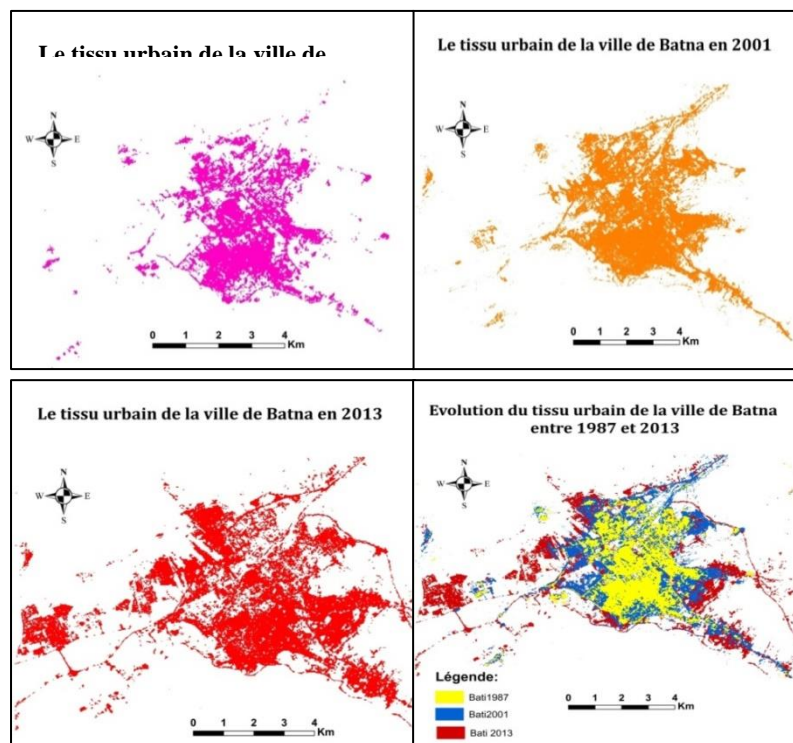 Le tissu urbain de la ville de
N
W E
S
0 1 2 3 4
Km
Le tissu urbain de la ville de Batna en 2001
N
W E
S
0 1 2 3 4
Km
Le tissu urbain de la ville de Batna en 2013
N
W E
S
0 1 2 3 4
Km
Evolution du tissu urbain de la ville de Batna
entre 1987 et 2013
N
W E
S
Légende:
Bati1987
Bati2001
Bati 2013
0 1 2 3 4
Km